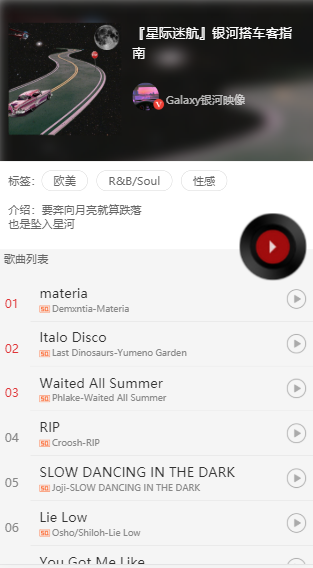 『星际迷航』银河搭车客指
南
Galaxy银河映像
标签： 欧美 R&B/Soul 性感
介绍：要奔向月亮就算跌落
也是坠入星河
歌曲列表
01 materia
SQ Demxntia-Materia
02 Italo Disco
SQ Last Dinosaurs-Yumeno Garden
03 Waited All Summer
SQ Phlake-Waited All Summer
04 RIP
SQ Croosh-RIP
05 SLOW DANCING IN THE DARK
SQ Joji-SLOW DANCING IN THE DARK
06 Lie Low
SQ Osho/Shiloh-Lie Low
You Got Me Like